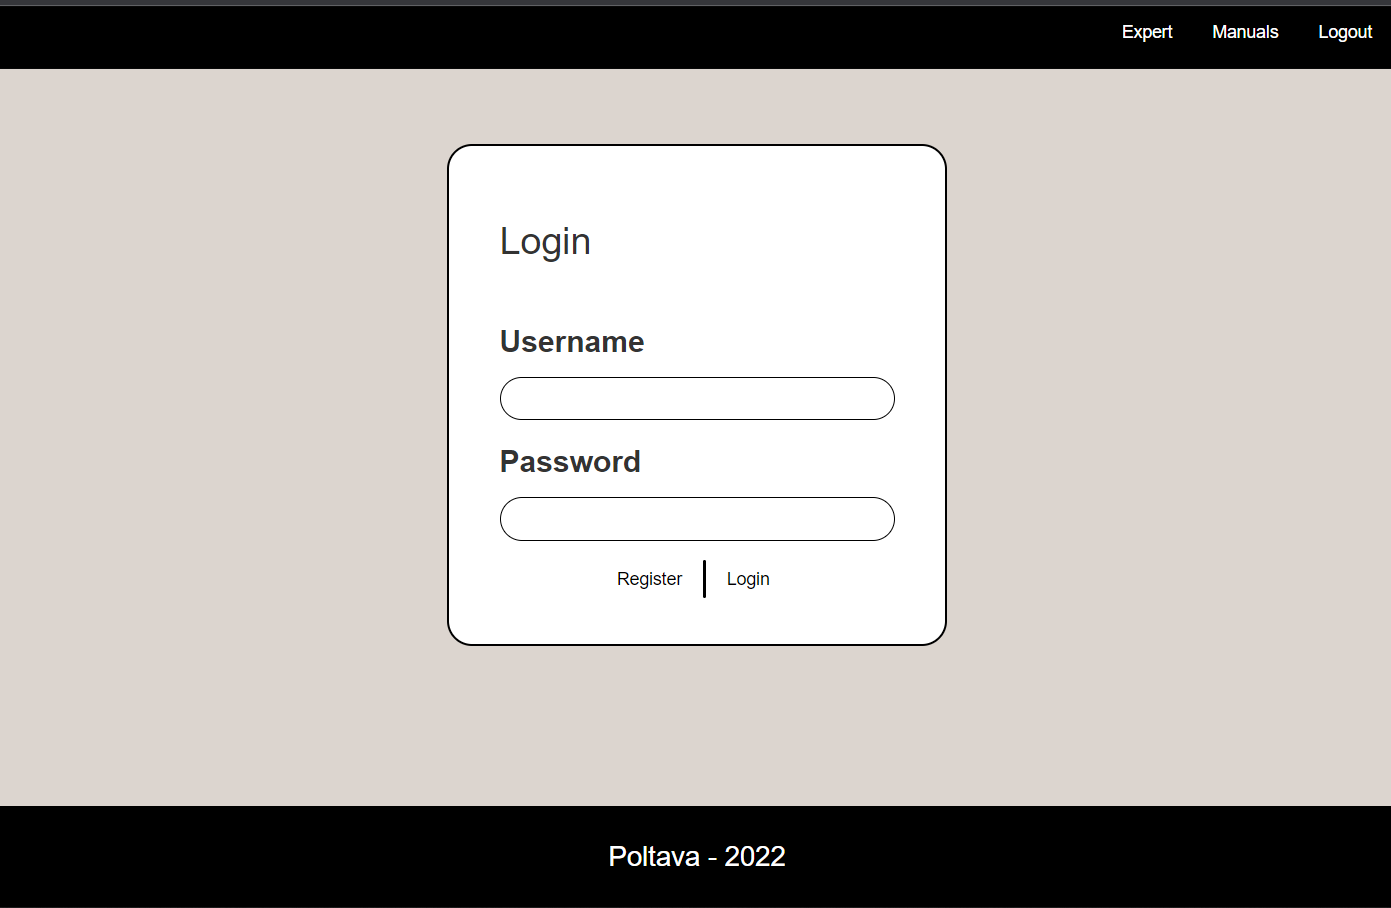 Expert Manuals Logout
Login
Username
Password
Register Login
Poltava - 2022